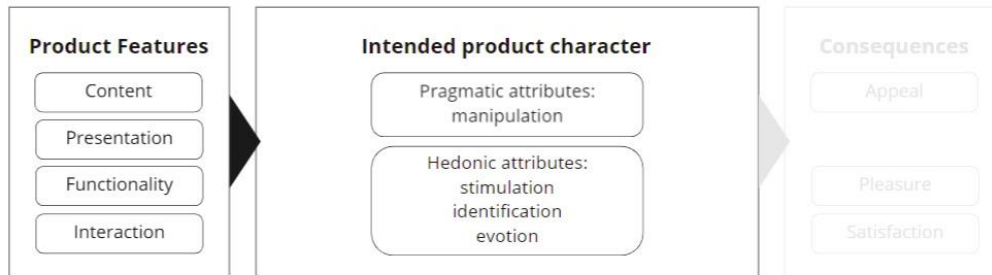 Product Features
Content
Presentation
Functionality
Interaction
Intended product character
Pragmatic attributes:
manipulation
Hedonic attributes:
stimulation
identification
evotion
Consequences
Appeal
Pleasure
Satisfaction